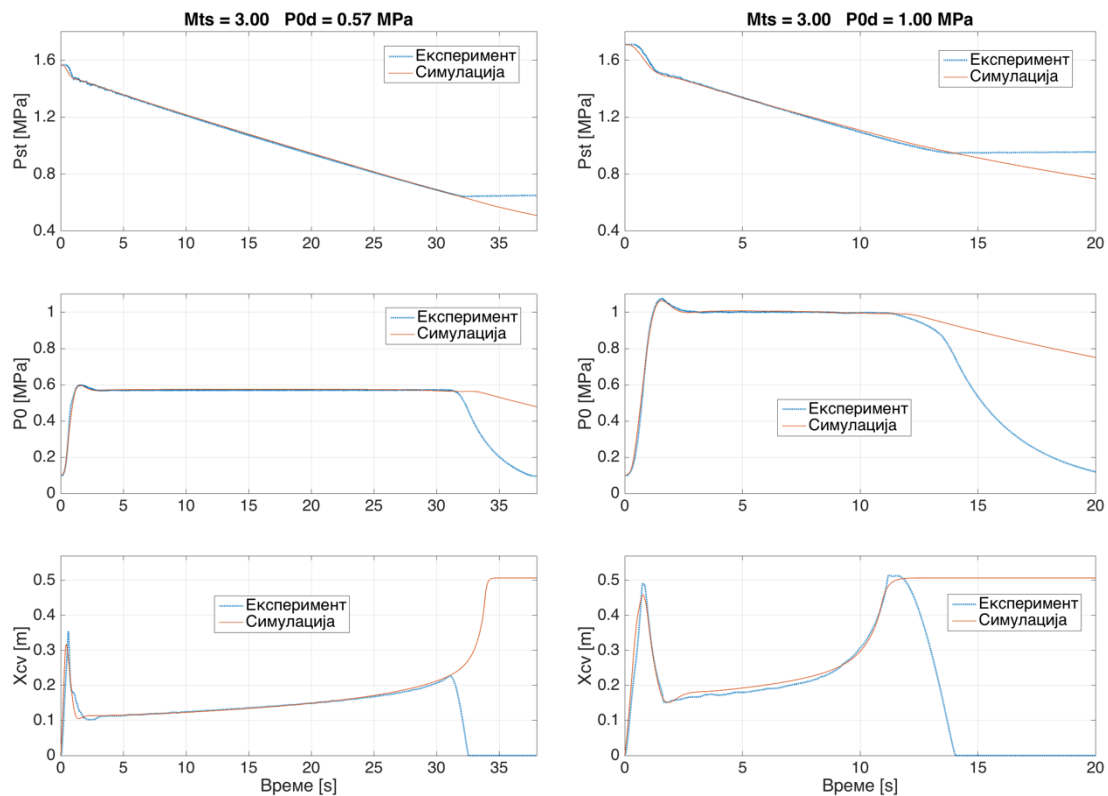 Mts = 3.00 P0d = 0.57 MPa
Pst [MPa]
1.6
1.2
0.8
0.4
0 5 10 15 20 25 30 35
Експеримент
Симулација
P0 [MPa]
1
0.8
0.6
0.4
0.2
0
0 5 10 15 20 25 30 35
Експеримент
Симулација
Xcv [m]
0.5
0.4
0.3
0.2
0.1
0
0 5 10 15 20 25 30 35
Експеримент
Симулација
Време [s]
Mts = 3.00 P0d = 1.00 MPa
Pst [MPa]
1.6
1.2
0.8
0.4
0 5 10 15 20
Експеримент
Симулација
P0 [MPa]
1
0.8
0.6
0.4
0.2
0
0 5 10 15 20
Експеримент
Симулација
Xcv [m]
0.5
0.4
0.3
0.2
0.1
0
0 5 10 15 20
Експеримент
Симулација
Време [s]